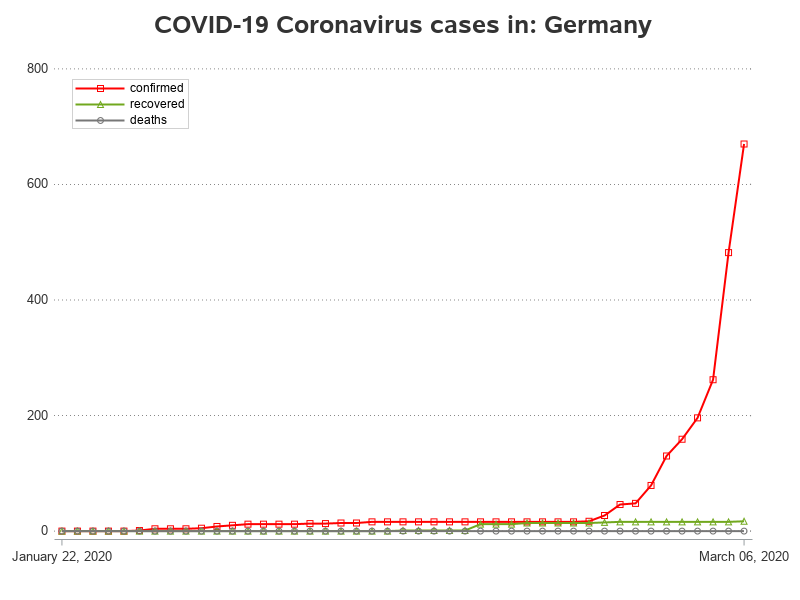 COVID-19 Coronavirus cases in: Germany
800
confirmed
recovered
deaths
600
400
200
0
January 22, 2020
March 06, 2020